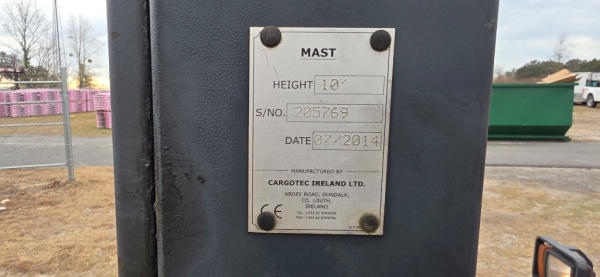 MAST
HEIGHT 10'
S/NO. 205769
DATE 07/2014
MANUFACTURED BY
CARGOTEC IRELAND LTD.
ARDEE ROAD, DUNDALK,
CO. LOUTH,
IRELAND
CE